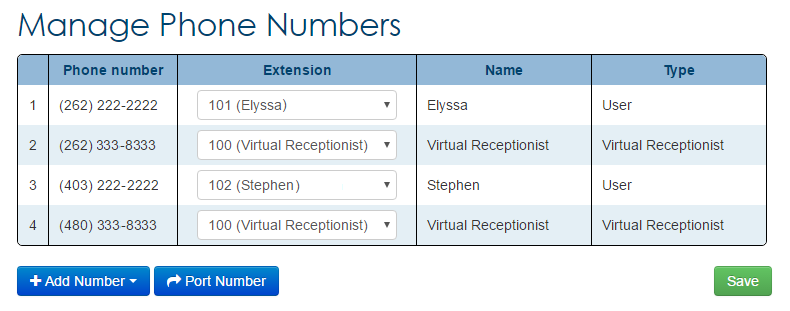 Manage Phone Numbers
Phone number Extension Name Type
1 (262) 222-2222 101 (Elyssa) Elyssa User
2 (262) 333-8333 100 (Virtual Receptionist) Virtual Receptionist Virtual Receptionist
3 (403) 222-2222 102 (Stephen) Stephen User
4 (480) 333-8333 100 (Virtual Receptionist) Virtual Receptionist Virtual Receptionist
Add Number Port Number Save